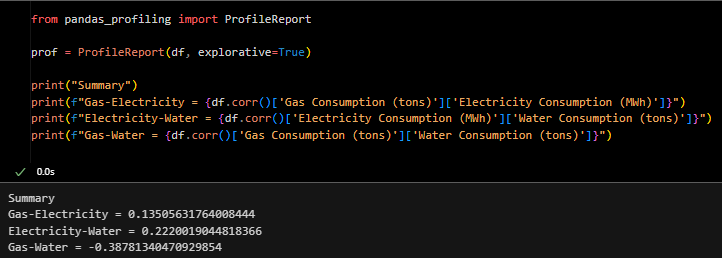 from pandas_profiling import ProfileReport
prof = ProfileReport(df, explorative=True)
print("Summary")
print(f"Gas-Electricity = {df.corr()['Gas Consumption (tons)']['Electricity Consumption (MWh)']}")
print(f"Electricity-Water = {df.corr()['Electricity Consumption (MWh)']['Water Consumption (tons)']}")
print(f"Gas-Water = {df.corr()['Gas Consumption (tons)']['Water Consumption (tons)']}")
0.0s
Summary
Gas-Electricity = 0.13505631764008444
Electricity-Water = 0.2220019044818366
Gas-Water = -0.38781340470929854